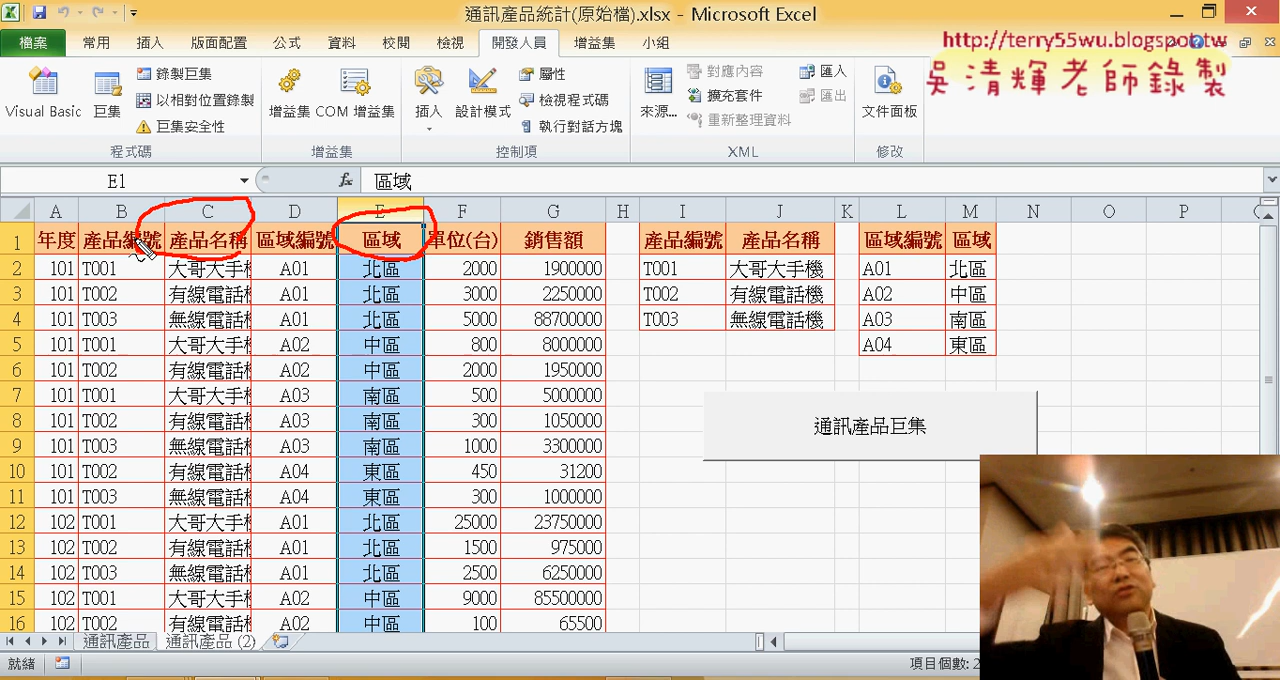 通訊產品統計(原始檔).xlsx - Microsoft Excel
檔案 常用 插入 版面配置 公式 資料 校閱 檢視 開發人員 增益集 小組
http://terry55wu.blogspot.tw
吳清輝老師錄製
Visual Basic 巨集 錄製巨集 以相對位置錄製 巨集安全性
增益集 COM 增益集
插入 設計模式 屬性 檢視程式碼 執行對話方塊
來源... 對應內容 擴充套件 重新整理資料 匯入 匯出
文件面板
程式碼 增益集 控制項 XML 修改
E1 fx 區域
A B C D E F G H I J K L M N O P
1 年度 產品編號 產品名稱 區域編號 區域 單位(台) 銷售額 產品編號 產品名稱 區域編號 區域
2 101 T001 大哥大手機 A01 北區 2000 1900000 T001 大哥大手機 A01 北區
3 101 T002 有線電話機 A01 北區 3000 2250000 T002 有線電話機 A02 中區
4 101 T003 無線電話機 A01 北區 5000 88700000 T003 無線電話機 A03 南區
5 101 T001 大哥大手機 A02 中區 800 8000000 A04 東區
6 101 T002 有線電話機 A02 中區 2000 1950000
7 101 T001 大哥大手機 A03 南區 500 5000000
8 101 T002 有線電話機 A03 南區 300 1050000
9 101 T003 無線電話機 A03 南區 1000 3300000
10 101 T002 有線電話機 A04 東區 450 31200
11 101 T003 無線電話機 A04 東區 300 1000000
12 102 T001 大哥大手機 A01 北區 25000 23750000
13 102 T002 有線電話機 A01 北區 1500 975000
14 102 T003 無線電話機 A01 北區 2500 6250000
15 102 T001 大哥大手機 A02 中區 9000 85500000
16 102 T002 有線電話機 A02 中區 100 65500
通訊產品巨集
通訊產品 通訊產品 (2)
就緒 項目個數: 2